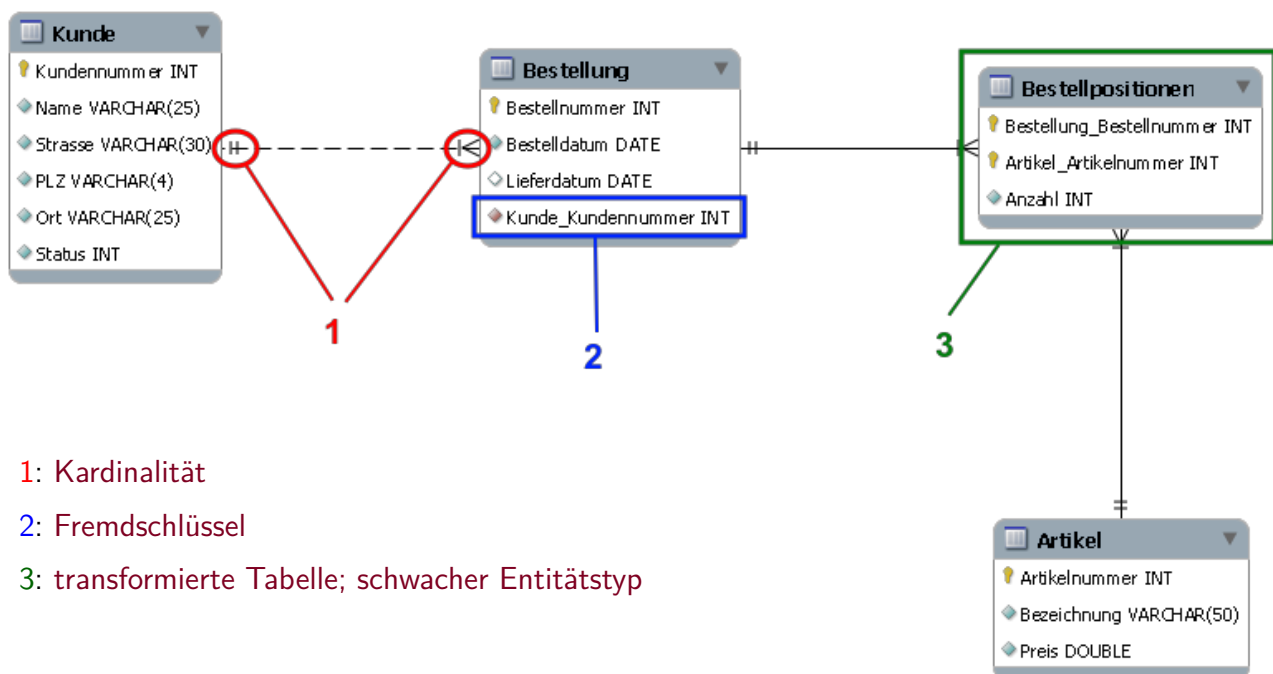 Kunde
Kundennummer INT
Name VARCHAR(25)
Strasse VARCHAR(30)
PLZ VARCHAR(4)
Ort VARCHAR(25)
Status INT
Bestellung
Bestellnummer INT
Bestelldatum DATE
Lieferdatum DATE
Kunde_Kundennummer INT
Bestellpositionen
Bestellung_Bestellnummer INT
Artikel_Artikelnummer INT
Anzahl INT
1
2
3
Artikel
Artikelnummer INT
Bezeichnung VARCHAR(50)
Preis DOUBLE
1: Kardinalität
2: Fremdschlüssel
3: transformierte Tabelle; schwacher Entitätstyp